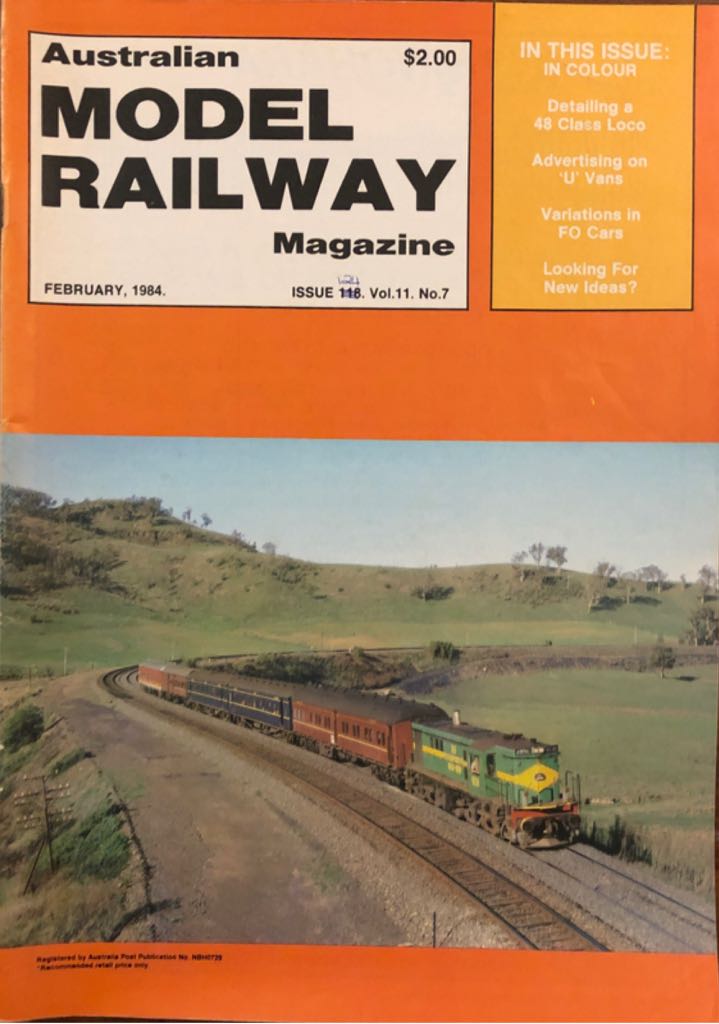 Australian
$2.00
MODEL
RAILWAY
Magazine
FEBRUARY, 1984.
ISSUE 118. Vol.11. No.7
124
IN THIS ISSUE:
IN COLOUR
Detailing a
48 Class Loco
Advertising on
'U' Vans
Variations in
FO Cars
Looking For
New Ideas?
Registered by Australia Post Publication No. NBH0729
*Recommended retail price only